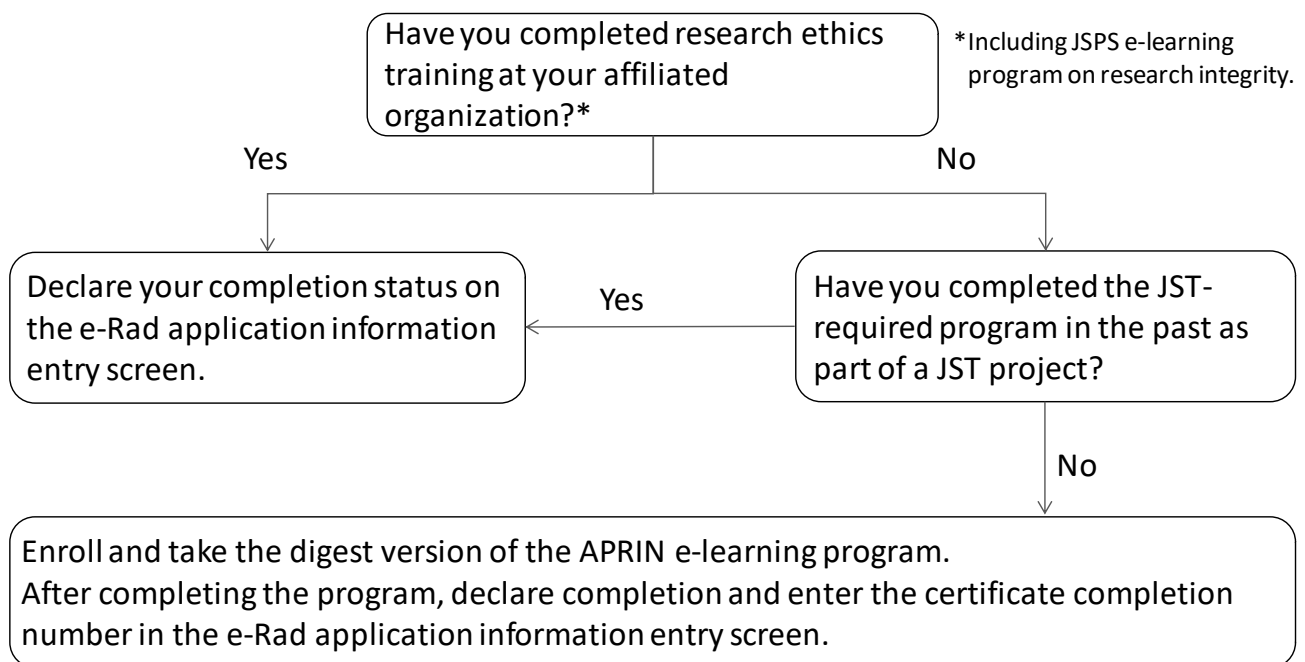 Have you completed research ethics
training at your affiliated
organization?*
*Including JSPS e-learning
program on research integrity.
Yes
No
Declare your completion status on
the e-Rad application information
entry screen.
Yes
Have you completed the JST-
required program in the past as
part of a JST project?
No
Enroll and take the digest version of the APRIN e-learning program.
After completing the program, declare completion and enter the certificate completion
number in the e-Rad application information entry screen.